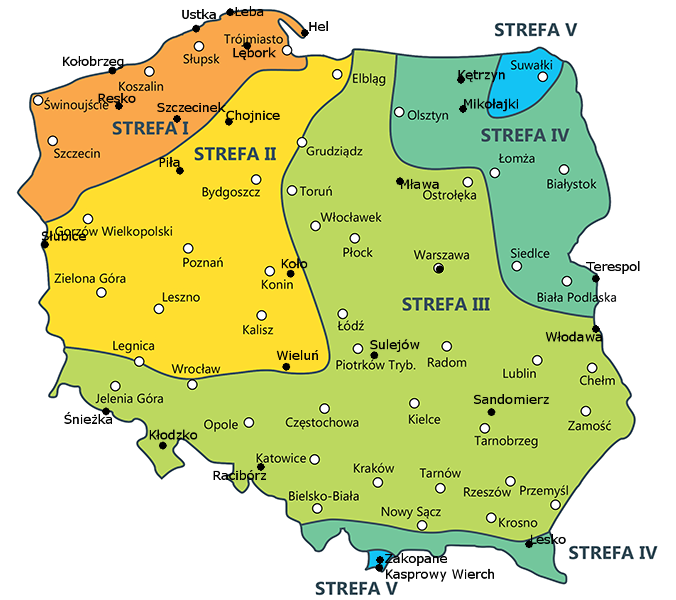 Ustka
Łeba
Hel
STREFA V
Trójmiasto
Lębork
Słupsk
Kołobrzeg
Koszalin
Suwałki
Kętrzyn
Elbląg
Świnoujście
Resko
Szczecinek
Chojnice
Mikołajki
Olsztyn
STREFA I
STREFA IV
Szczecin
STREFA II
Grudziądz
Łomża
Piła
Bydgoszcz
Toruń
Mława
Ostrołęka
Białystok
Włocławek
Gorzów Wielkopolski
Słubice
Płock
Poznań
Warszawa
Siedlce
Koło
Konin
Terespol
Zielona Góra
Leszno
Biała Podlaska
STREFA III
Kalisz
Łódź
Włodawa
Legnica
Sulejów
Wieluń
Piotrków Tryb.
Radom
Wrocław
Lublin
Chełm
Jelenia Góra
Sandomierz
Śnieżka
Opole
Częstochowa
Kielce
Zamość
Kłodzko
Tarnobrzeg
Katowice
Racibórz
Kraków
Tarnów
Rzeszów
Przemyśl
Bielsko-Biała
Nowy Sącz
Krosno
Lesko
STREFA IV
Zakopane
Kasprowy Wierch
STREFA V